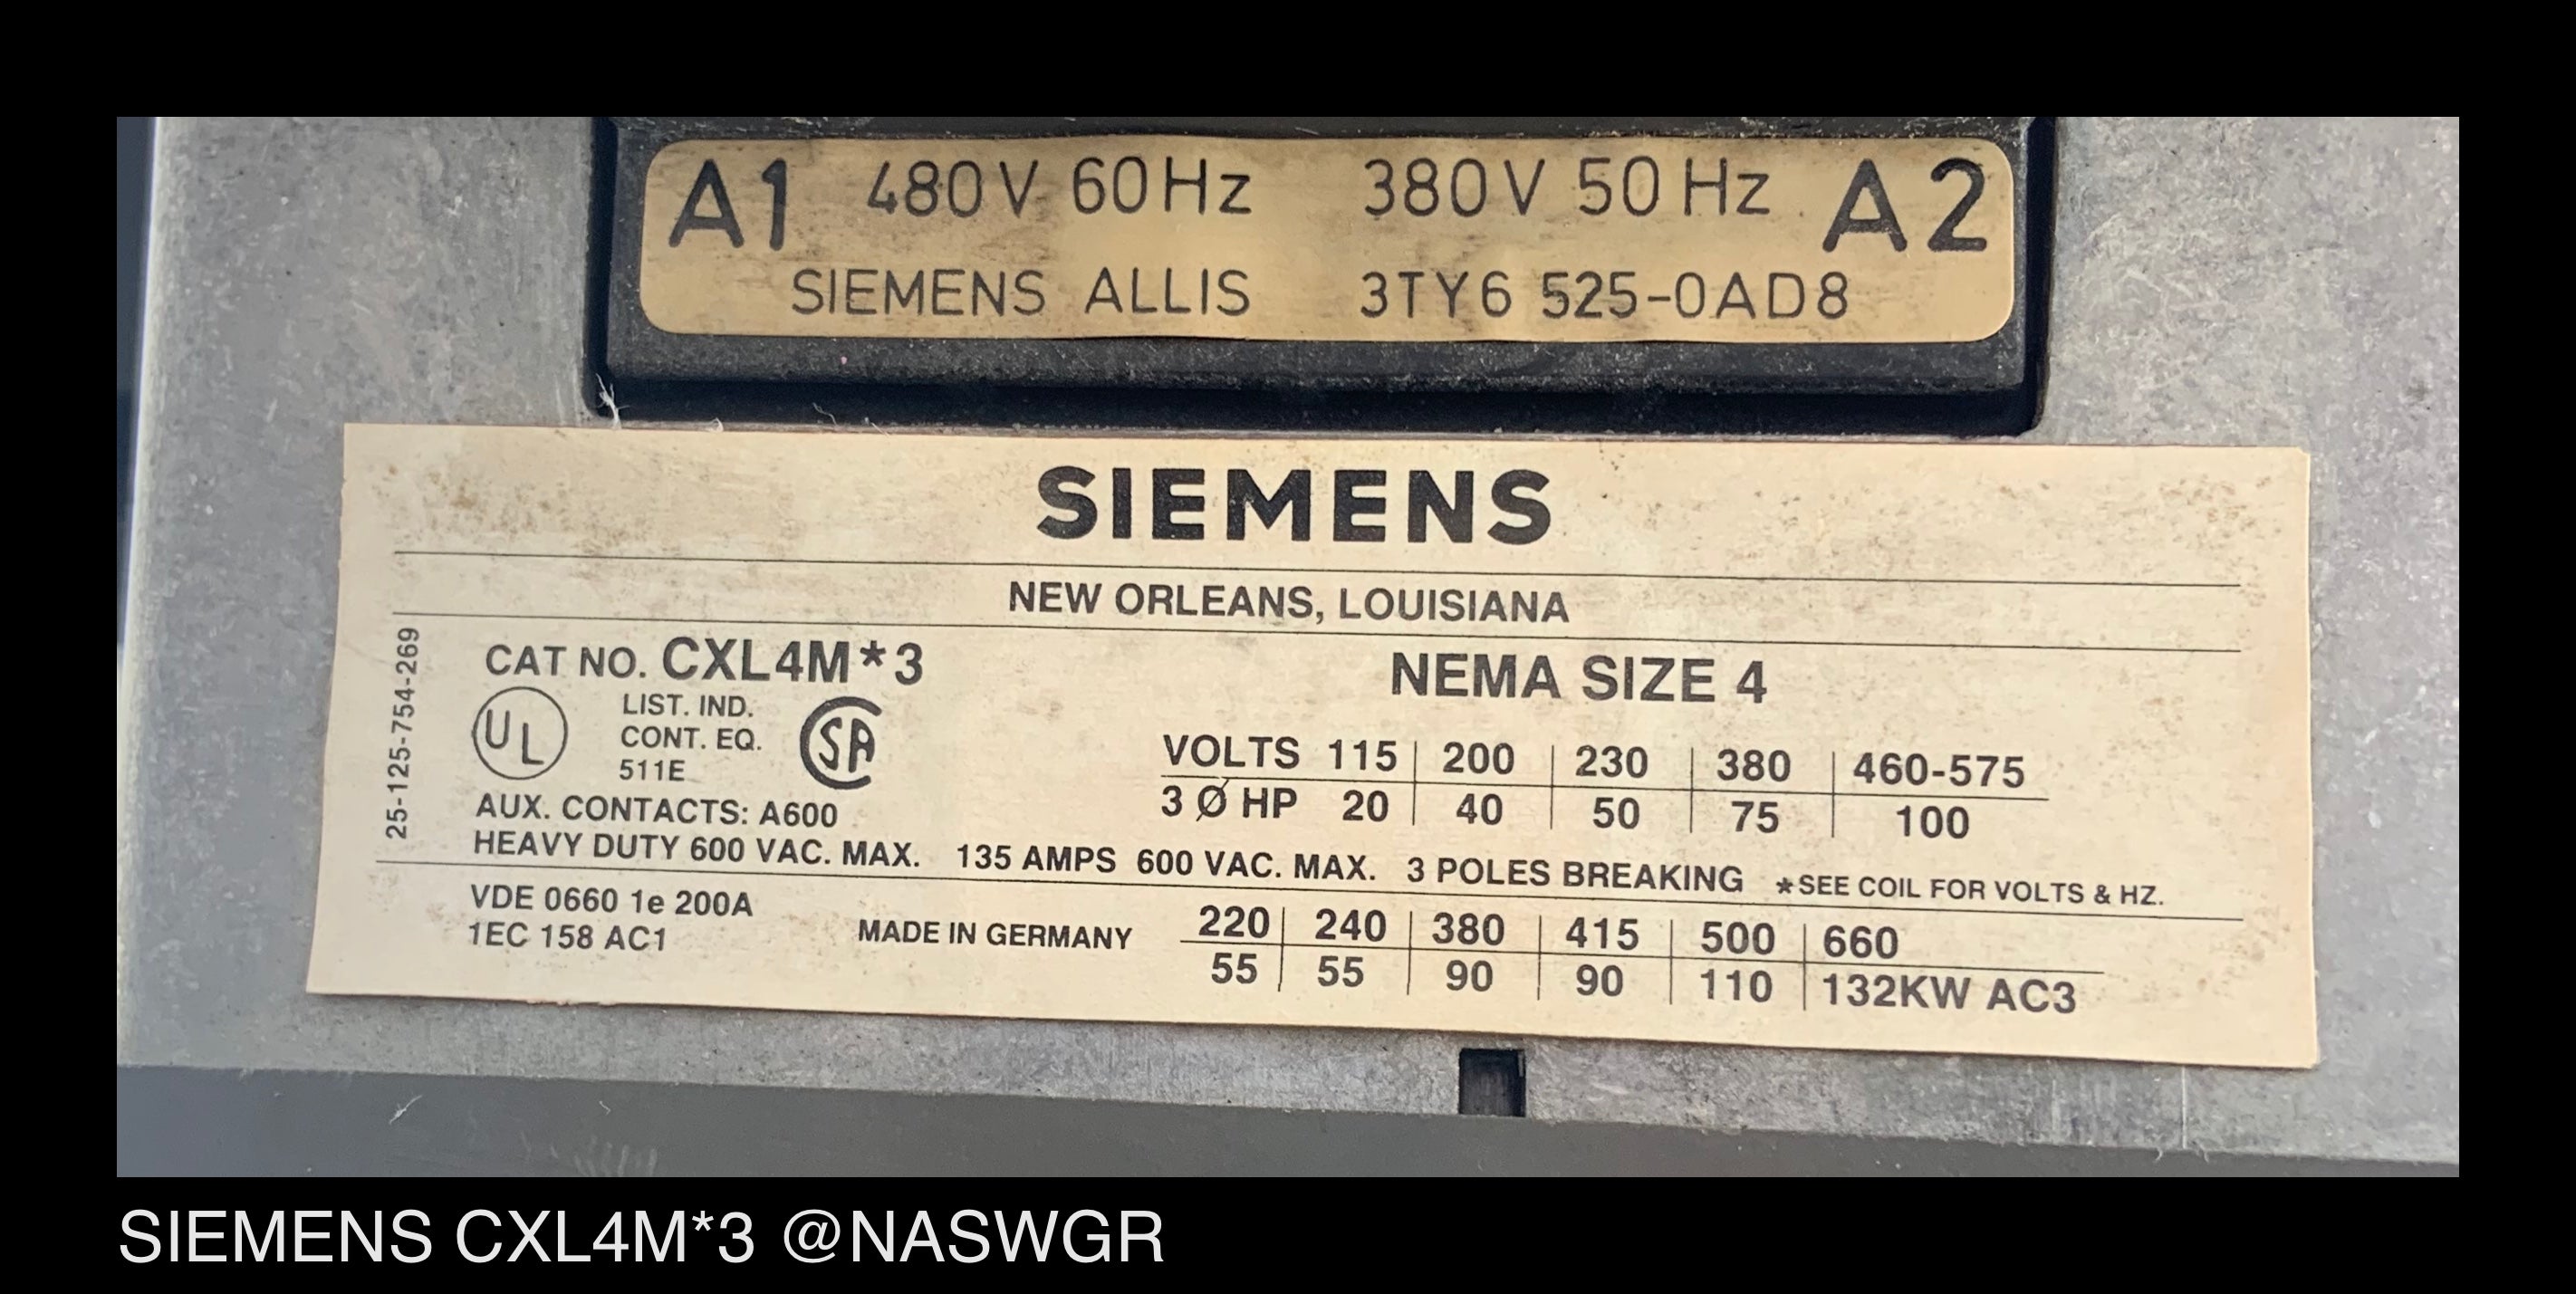 A1 480V 60Hz 380V 50Hz A2
SIEMENS ALLIS 3TY6 525-0AD8
SIEMENS
NEW ORLEANS, LOUISIANA
25-125-754-269
CAT NO. CXL4M*3
UL
LIST. IND.
CONT. EQ.
511E
SA
AUX. CONTACTS: A600
NEMA SIZE 4
VOLTS 115 200 230 380 460-575
3 Ø HP 20 40 50 75 100
HEAVY DUTY 600 VAC. MAX. 135 AMPS 600 VAC. MAX. 3 POLES BREAKING *SEE COIL FOR VOLTS & HZ.
VDE 0660 1e 200A
1EC 158 AC1
MADE IN GERMANY
220 240 380 415 500 660
55 55 90 90 110 132KW AC3
SIEMENS CXL4M*3 @NASWGR